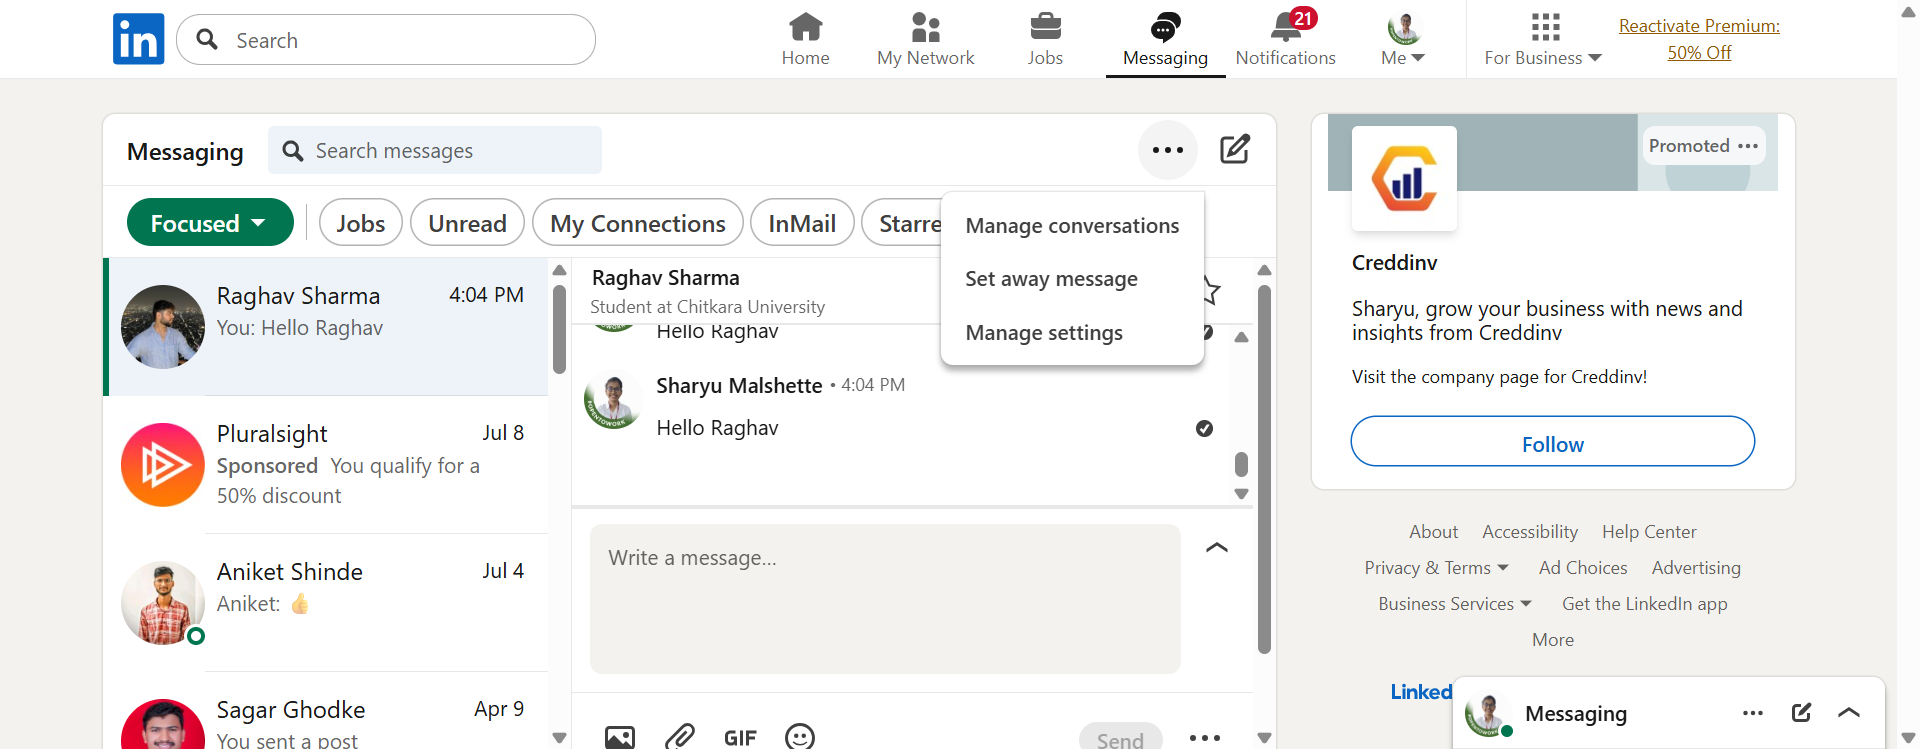 in
Search
Home
My Network
Jobs
Messaging
21
Notifications
Me
For Business
Reactivate Premium:
50% Off
Messaging
Search messages
Focused
Jobs
Unread
My Connections
InMail
Starre
Manage conversations
Set away message
Manage settings
Raghav Sharma
4:04 PM
You: Hello Raghav
Pluralsight
Jul 8
Sponsored You qualify for a
50% discount
Aniket Shinde
Jul 4
Aniket: 👍
Sagar Ghodke
Apr 9
You sent a post
Raghav Sharma
Student at Chitkara University
Hello Raghav
Sharyu Malshette • 4:04 PM
Hello Raghav
#OPENTOWORK
Write a message...
GIF
Send
Promoted
Creddinv
Sharyu, grow your business with news and
insights from Creddinv
Visit the company page for Creddinv!
Follow
About
Accessibility
Help Center
Privacy & Terms
Ad Choices
Advertising
Business Services
Get the LinkedIn app
More
Linked
Messaging